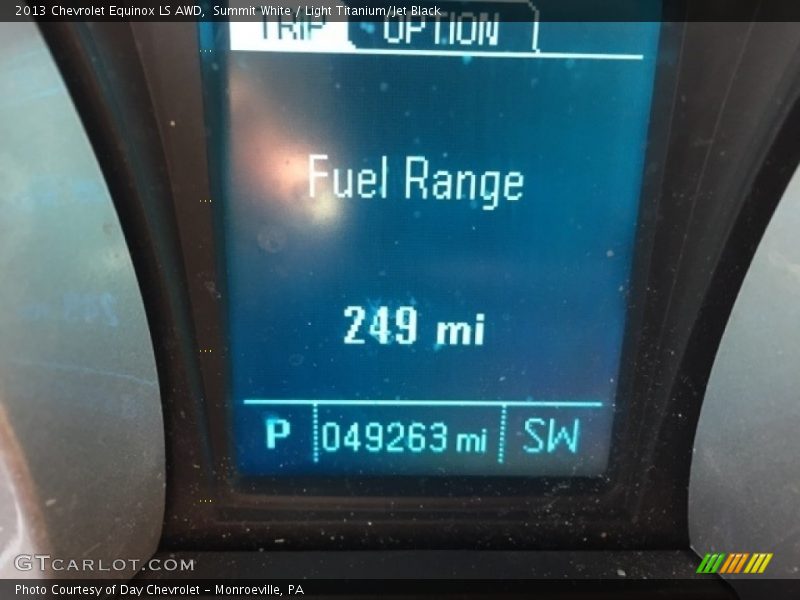 2013 Chevrolet Equinox LS AWD, Summit White / Light Titanium/Jet Black
TRIP OPTION
Fuel Range
249 mi
P 049263 mi SW
GTCARLOT.COM
Photo Courtesy of Day Chevrolet - Monroeville, PA